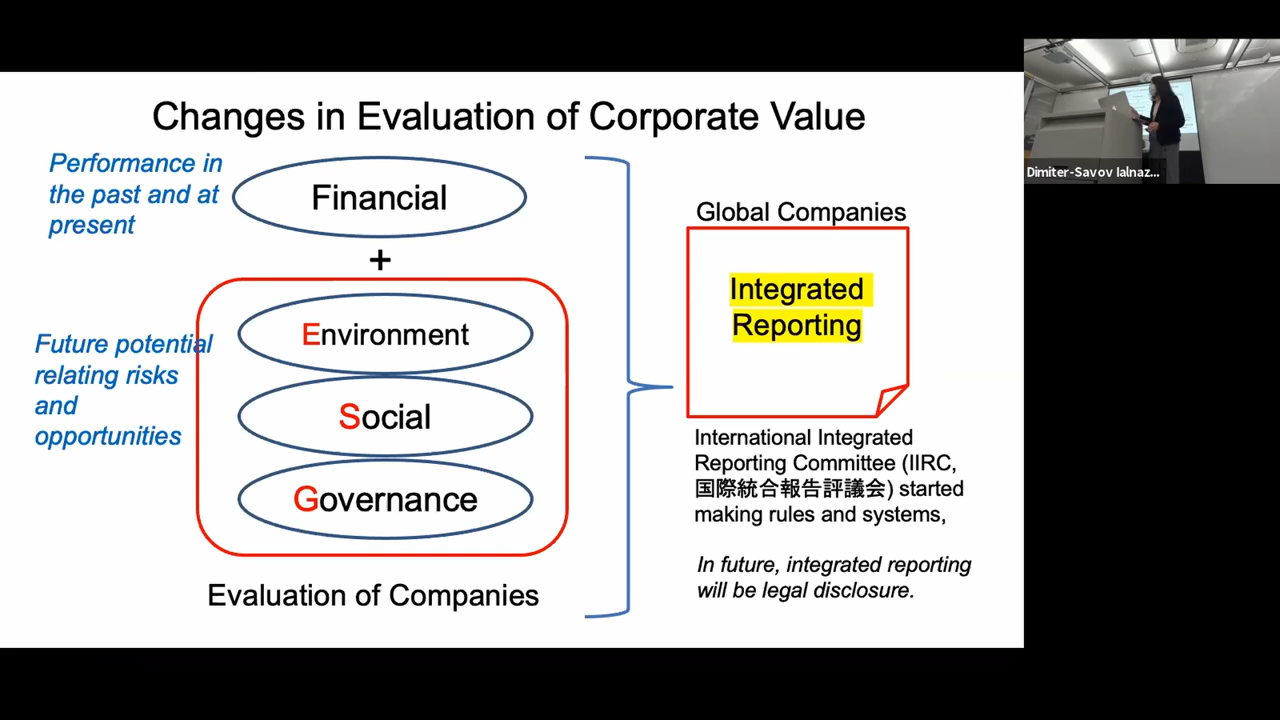 Changes in Evaluation of Corporate Value
Performance in
the past and at
present
Financial
+
Future potential
relating risks
and
opportunities
Environment
Social
Governance
Evaluation of Companies
Global Companies
Integrated
Reporting
International Integrated
Reporting Committee (IIRC,
国際統合報告評議会) started
making rules and systems,
In future, integrated reporting
will be legal disclosure.
Dimiter-Savov Ialnaz...